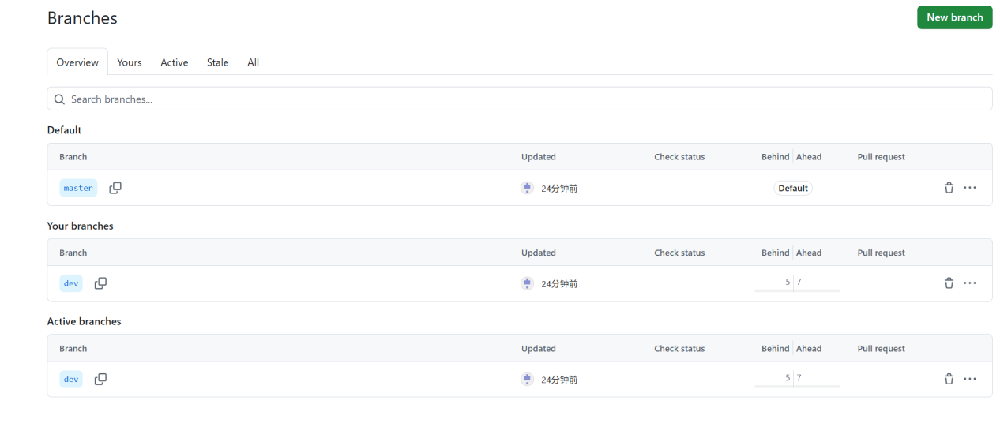 Branches
New branch
Overview Yours Active Stale All
Search branches...
Default
Branch Updated Check status Behind Ahead Pull request
master 24分钟前 Default
Your branches
Branch Updated Check status Behind Ahead Pull request
dev 24分钟前 5 7
Active branches
Branch Updated Check status Behind Ahead Pull request
dev 24分钟前 5 7